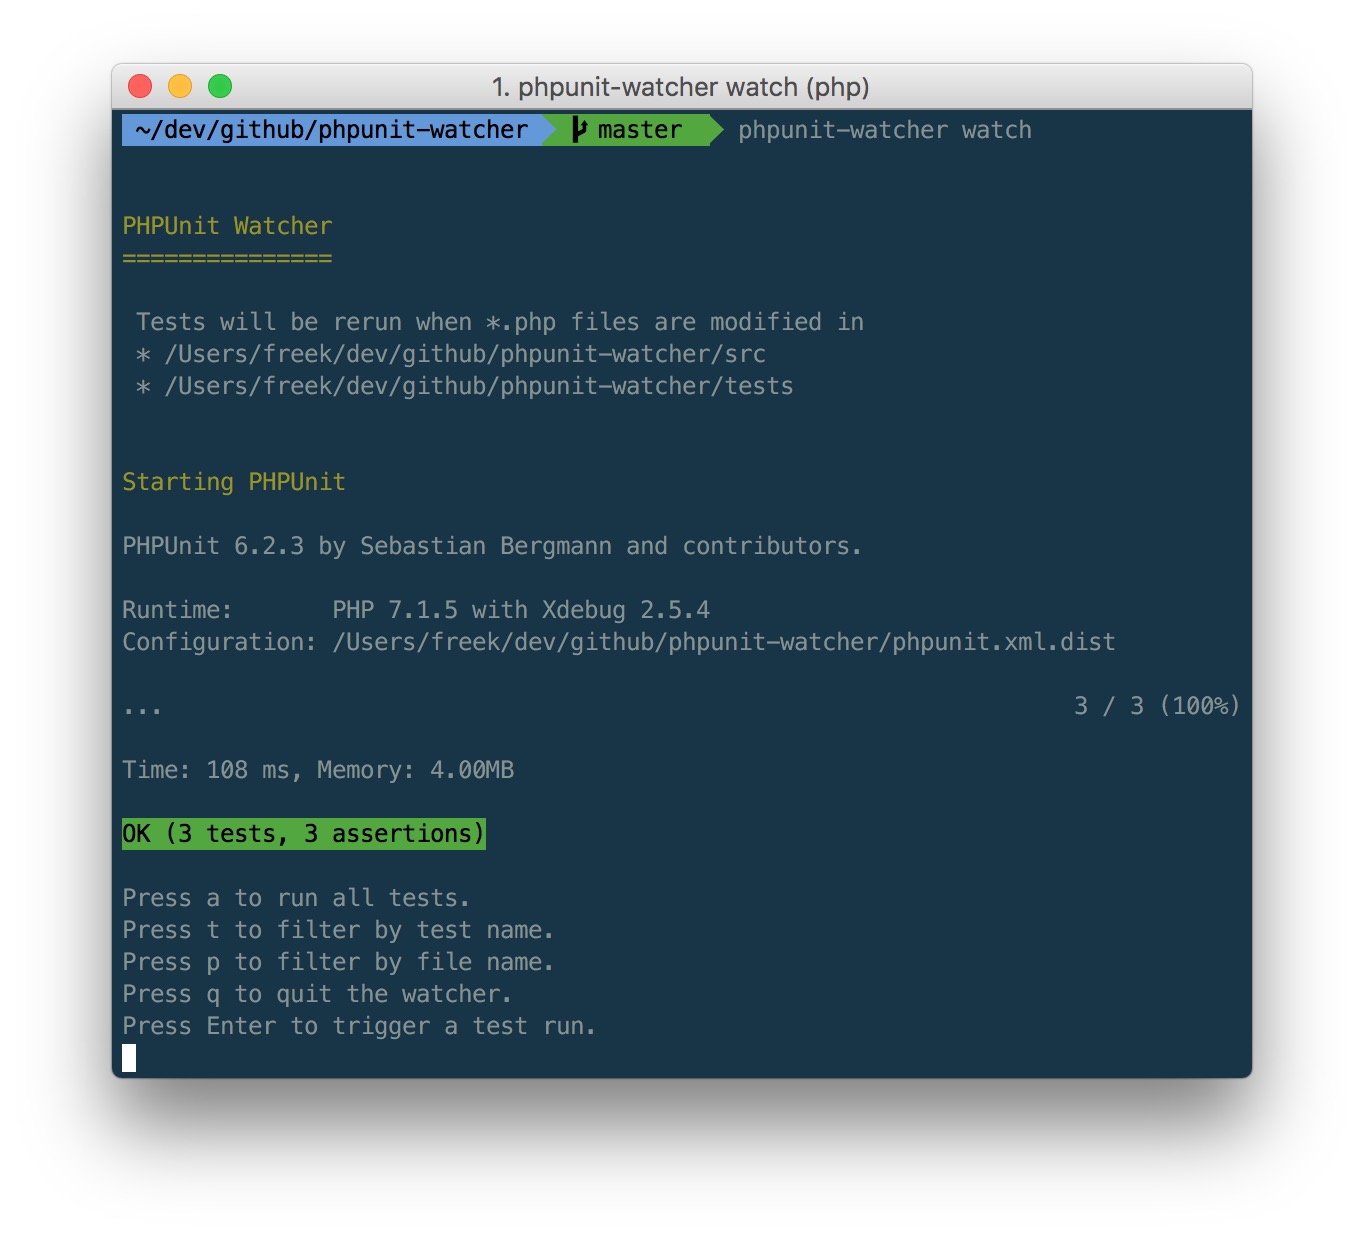 1. phpunit-watcher watch (php)
~/dev/github/phpunit-watcher master phpunit-watcher watch
PHPUnit Watcher
===============
Tests will be rerun when *.php files are modified in
* /Users/freek/dev/github/phpunit-watcher/src
* /Users/freek/dev/github/phpunit-watcher/tests
Starting PHPUnit
PHPUnit 6.2.3 by Sebastian Bergmann and contributors.
Runtime:       PHP 7.1.5 with Xdebug 2.5.4
Configuration: /Users/freek/dev/github/phpunit-watcher/phpunit.xml.dist
... 3 / 3 (100%)
Time: 108 ms, Memory: 4.00MB
OK (3 tests, 3 assertions)
Press a to run all tests.
Press t to filter by test name.
Press p to filter by file name.
Press q to quit the watcher.
Press Enter to trigger a test run.